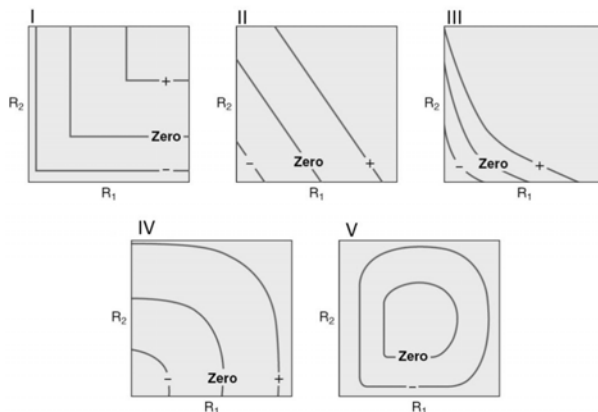 I
R2
+
Zero
−
R1
II
R2
−
Zero
+
R1
III
R2
−
Zero
+
R1
IV
R2
−
Zero
+
R1
V
R2
Zero
−
R1